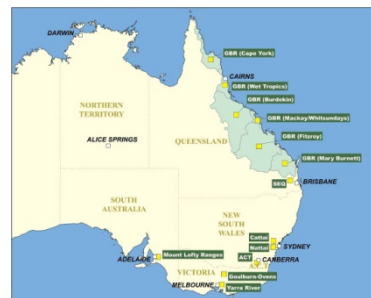 DARWIN
GBR (Cape York)
CAIRNS
GBR (Wet Tropics)
GBR (Burdekin)
NORTHERN
TERRITORY
GBR (Mackay/Whitsundays)
GBR (Fitzroy)
ALICE SPRINGS
QUEENSLAND
GBR (Mary Burnett)
SEQ
BRISBANE
SOUTH
AUSTRALIA
NEW
SOUTH
WALES
Cattai
Nattai
SYDNEY
ACT
CANBERRA
A.C.T.
Mount Lofty Ranges
ADELAIDE
VICTORIA
Goulburn-Ovens
MELBOURNE
Yarra River